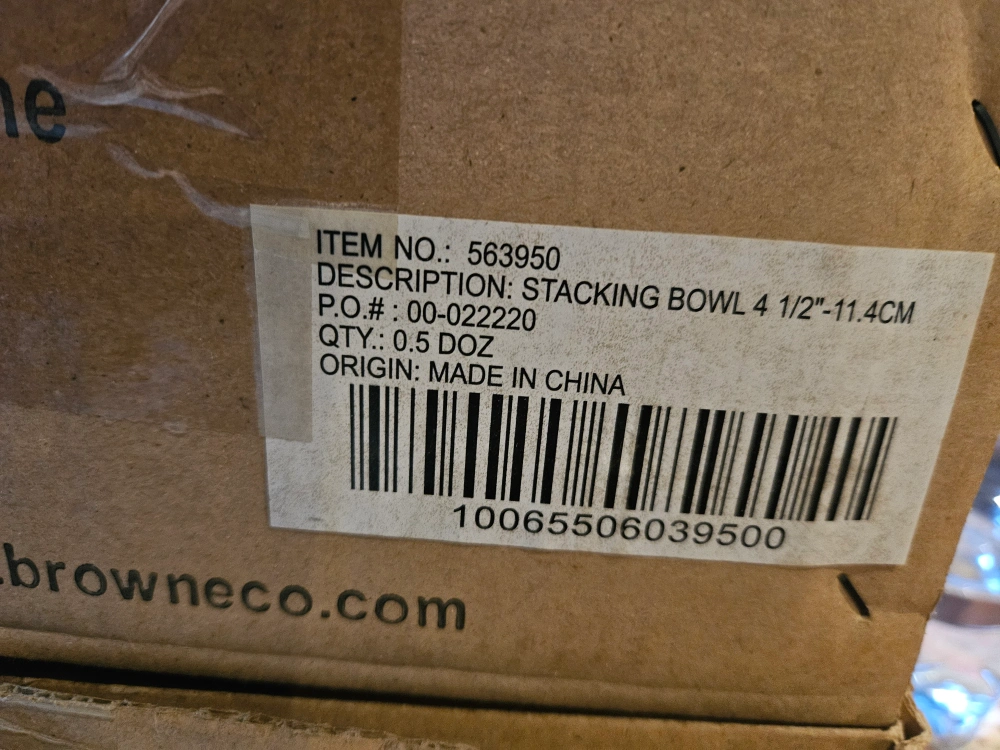 ne
ITEM NO.: 563950
DESCRIPTION: STACKING BOWL 4 1/2"-11.4CM
P.O.# : 00-022220
QTY.: 0.5 DOZ
ORIGIN: MADE IN CHINA
10065506039500
.browneco.com